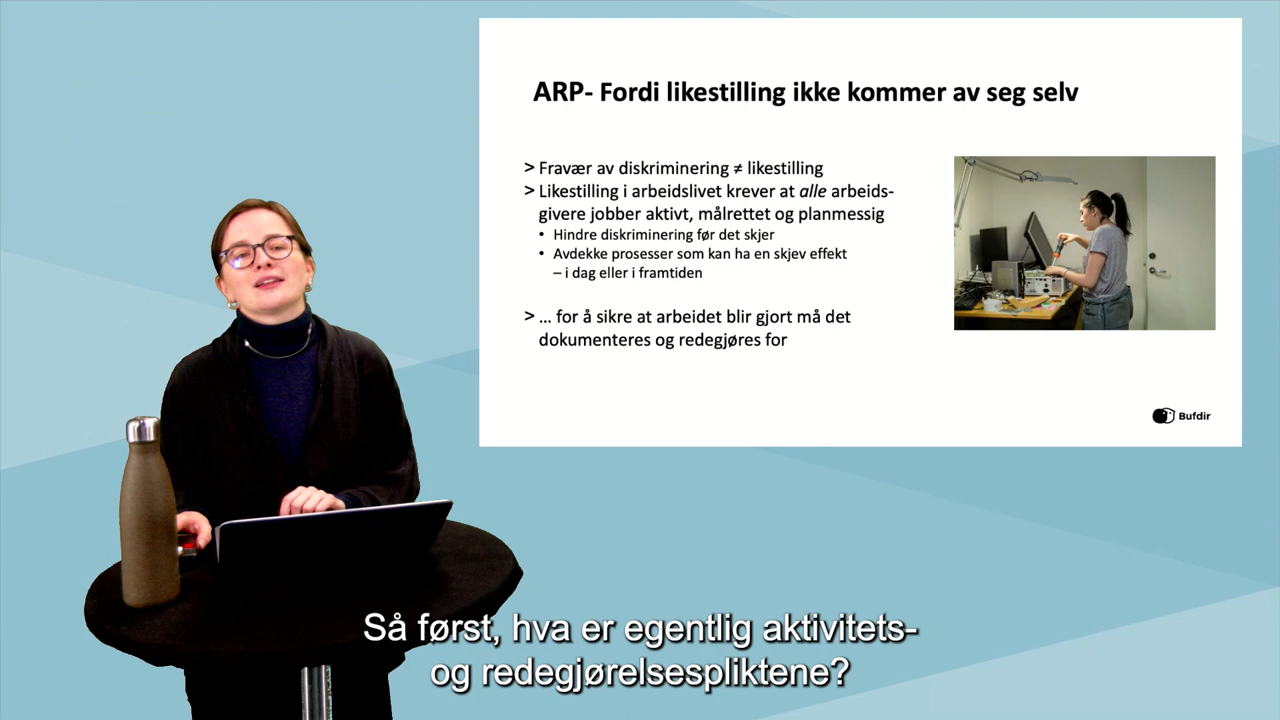 ARP- Fordi likestilling ikke kommer av seg selv
> Fravær av diskriminering ≠ likestilling
> Likestilling i arbeidslivet krever at alle arbeids-
givere jobber aktivt, målrettet og planmessig
• Hindre diskriminering før det skjer
• Avdekke prosesser som kan ha en skjev effekt
– i dag eller i framtiden
> ... for å sikre at arbeidet blir gjort må det
dokumenteres og redegjøres for
Bufdir
Så først, hva er egentlig aktivitets-
og redegjørelsespliktene?